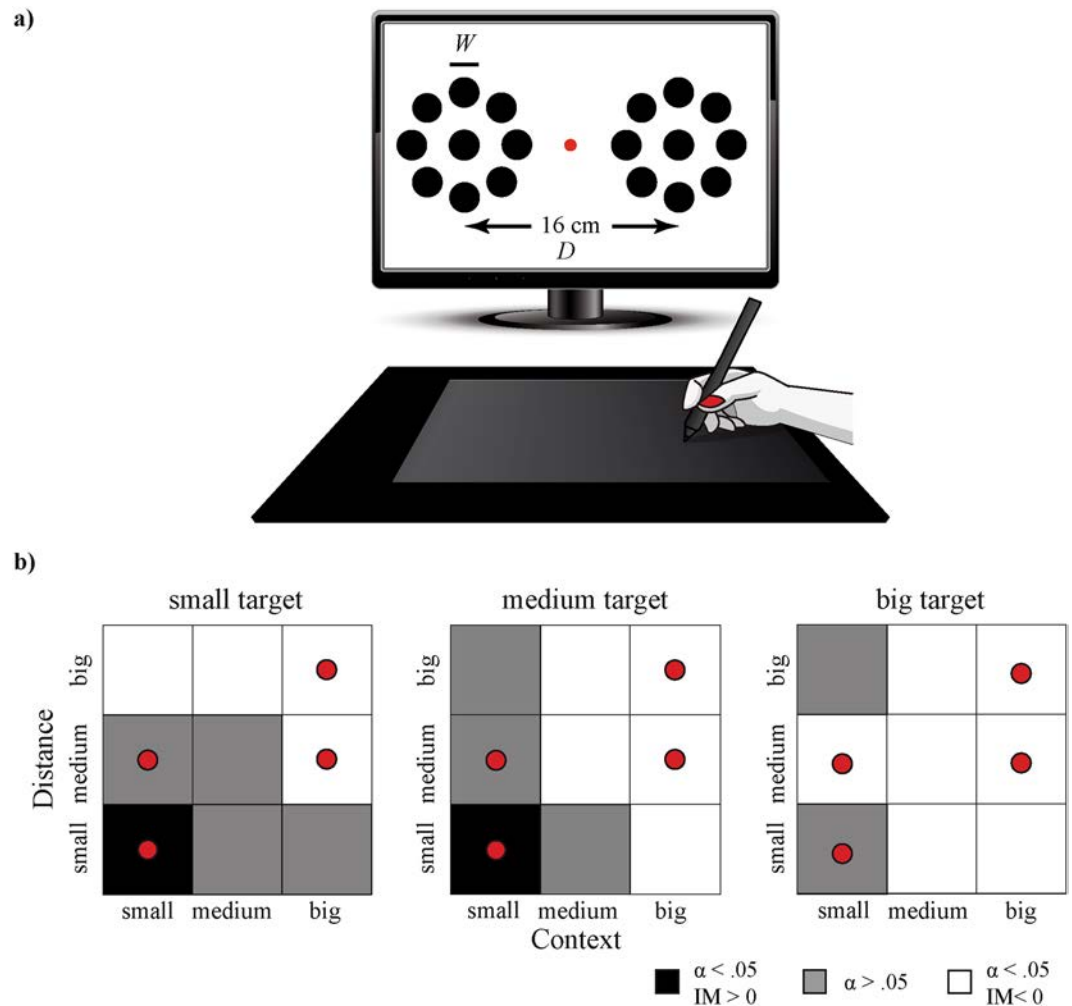 a)
W
16 cm
D
b)
small target
medium target
big target
Distance
big
medium
small
big
medium
small
big
medium
small
small medium big
small medium big
small medium big
Context
α < .05
IM > 0
α > .05
α < .05
IM< 0